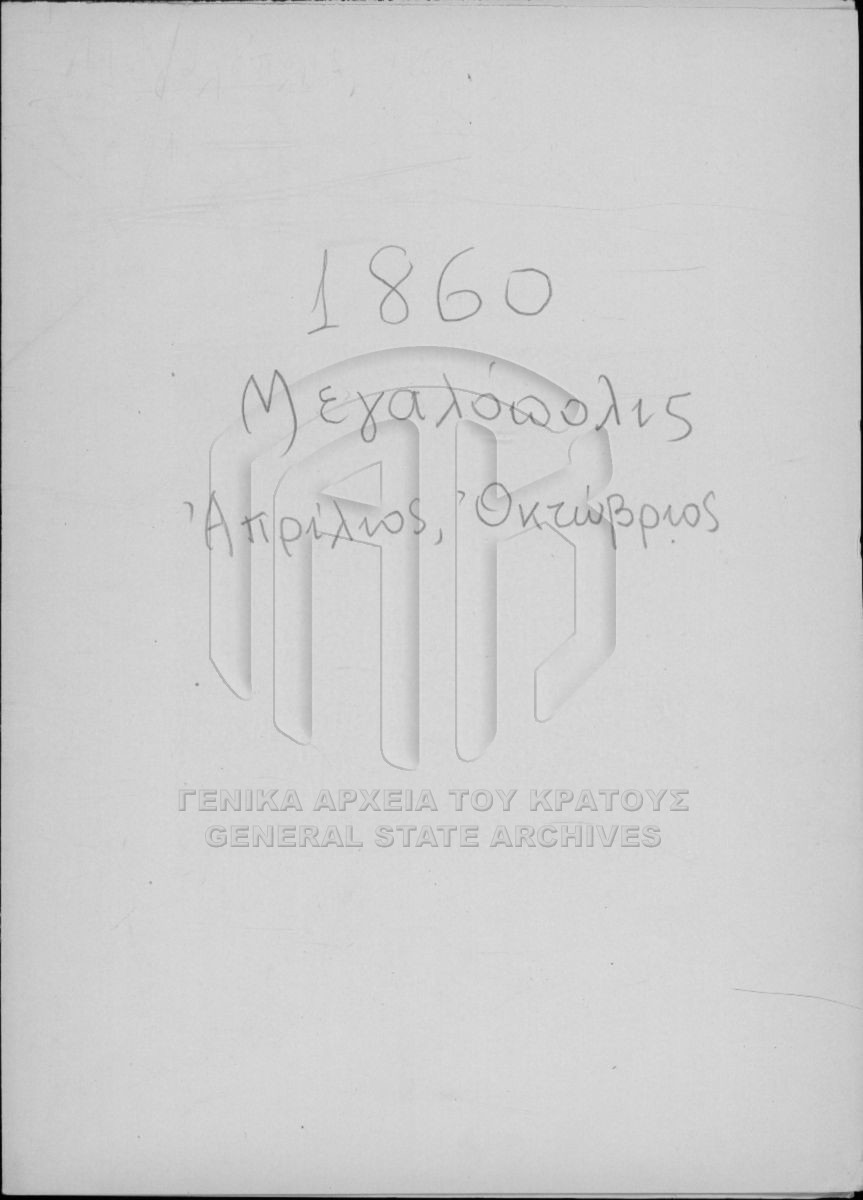 1860
Μεγαλόπολις
Ἀπρίλιος, Ὀκτώβριος
ΓΕΝΙΚΑ ΑΡΧΕΙΑ ΤΟΥ ΚΡΑΤΟΥΣ
GENERAL STATE ARCHIVES